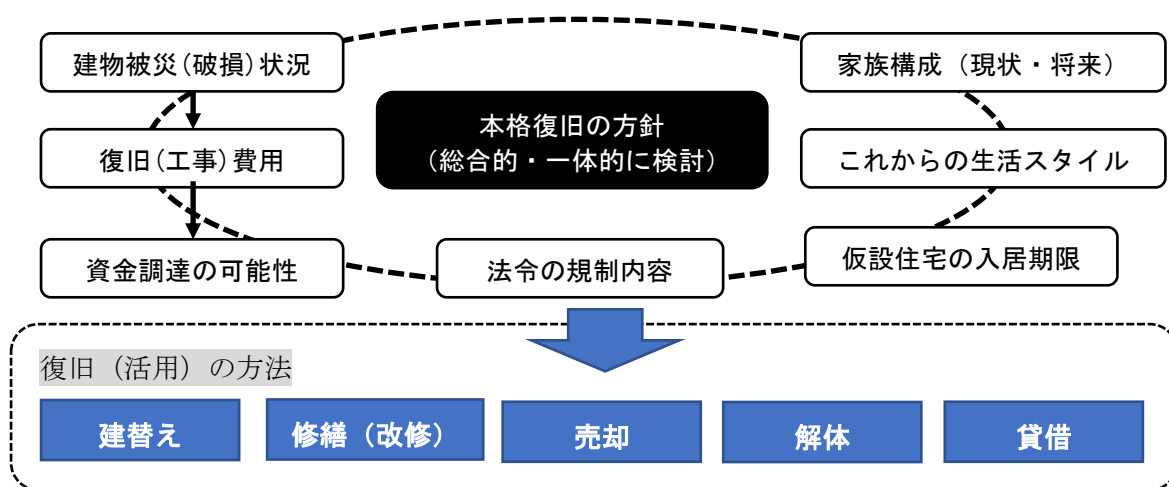 建物被災(破損)状況
家族構成（現状・将来）
本格復旧の方針
（総合的・一体的に検討）
復旧(工事)費用
これからの生活スタイル
資金調達の可能性
法令の規制内容
仮設住宅の入居期限
復旧（活用）の方法
建替え
修繕（改修）
売却
解体
貸借